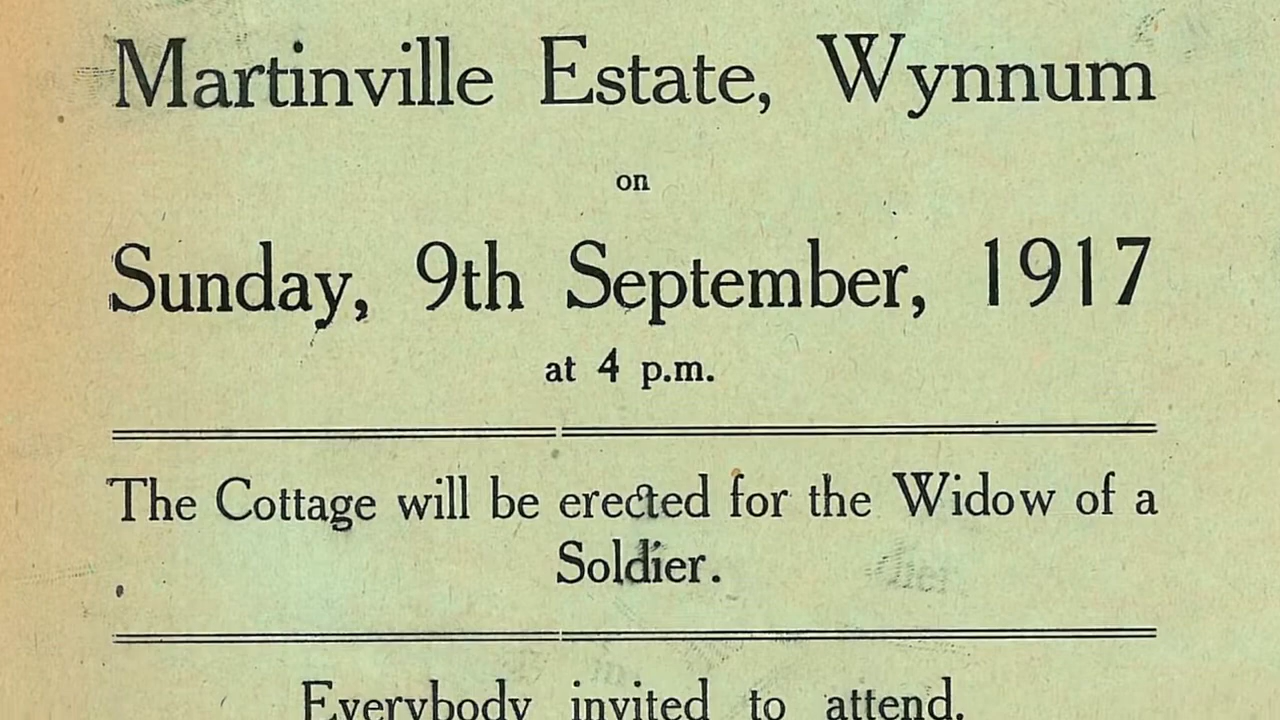 Martinville Estate, Wynnum
on
Sunday, 9th September, 1917
at 4 p.m.
The Cottage will be erected for the Widow of a
Soldier.
Everybody invited to attend.